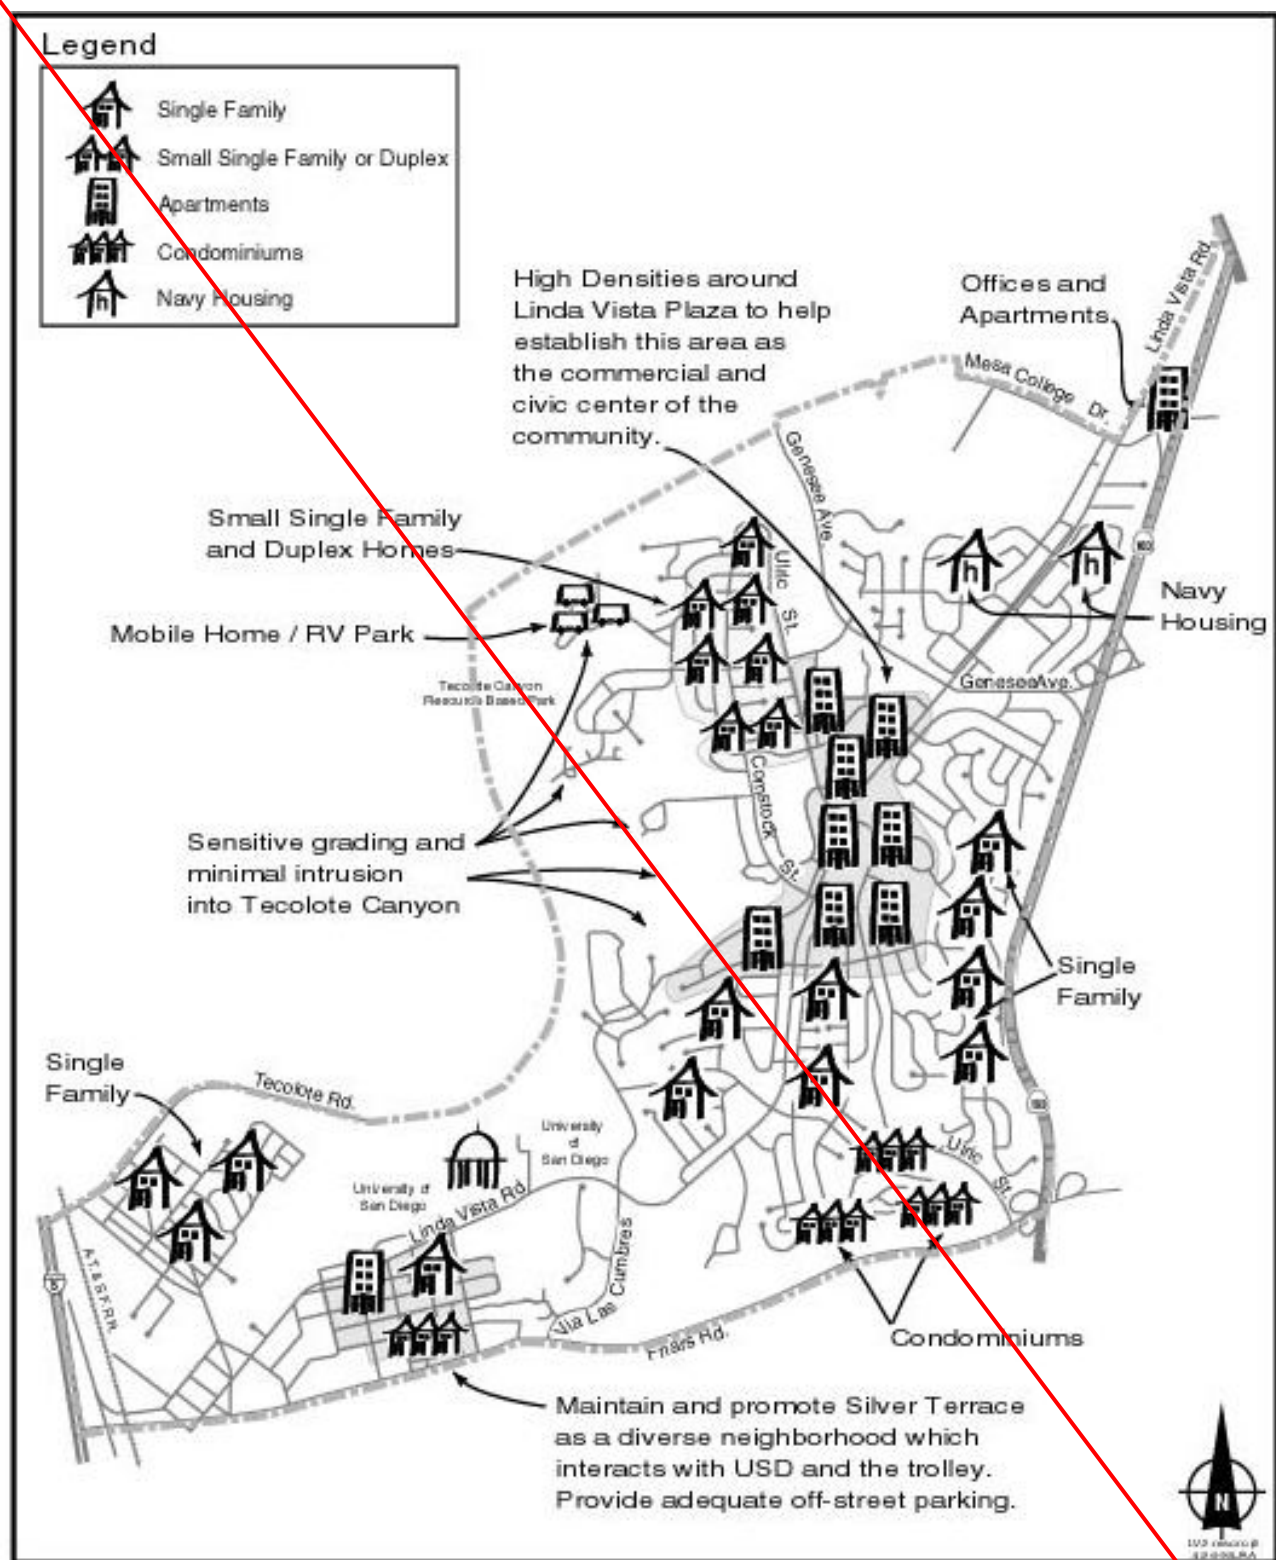 Legend
Single Family
Small Single Family or Duplex
Apartments
Condominiums
h
Navy Housing
High Densities around
Linda Vista Plaza to help
establish this area as
the commercial and
civic center of the
community.
Offices and
Apartments
Linda Vista Rd.
Mesa College Dr.
Genesee Ave.
Small Single Family
and Duplex Homes
Ulric St.
h
h
Navy
Housing
Mobile Home / RV Park
Tecolote Canyon
Resource Based Park
GeneseeAve.
Comstock St.
Sensitive grading and
minimal intrusion
into Tecolote Canyon
Single
Family
Single
Family
Tecolote Rd.
University
of
San Diego
University of
San Diego
Linda Vista Rd.
Ulric St.
A.T.& S.F. R.R.
5
Via Las Cumbres
Friars Rd.
Condominiums
Maintain and promote Silver Terrace
as a diverse neighborhood which
interacts with USD and the trolley.
Provide adequate off-street parking.
N